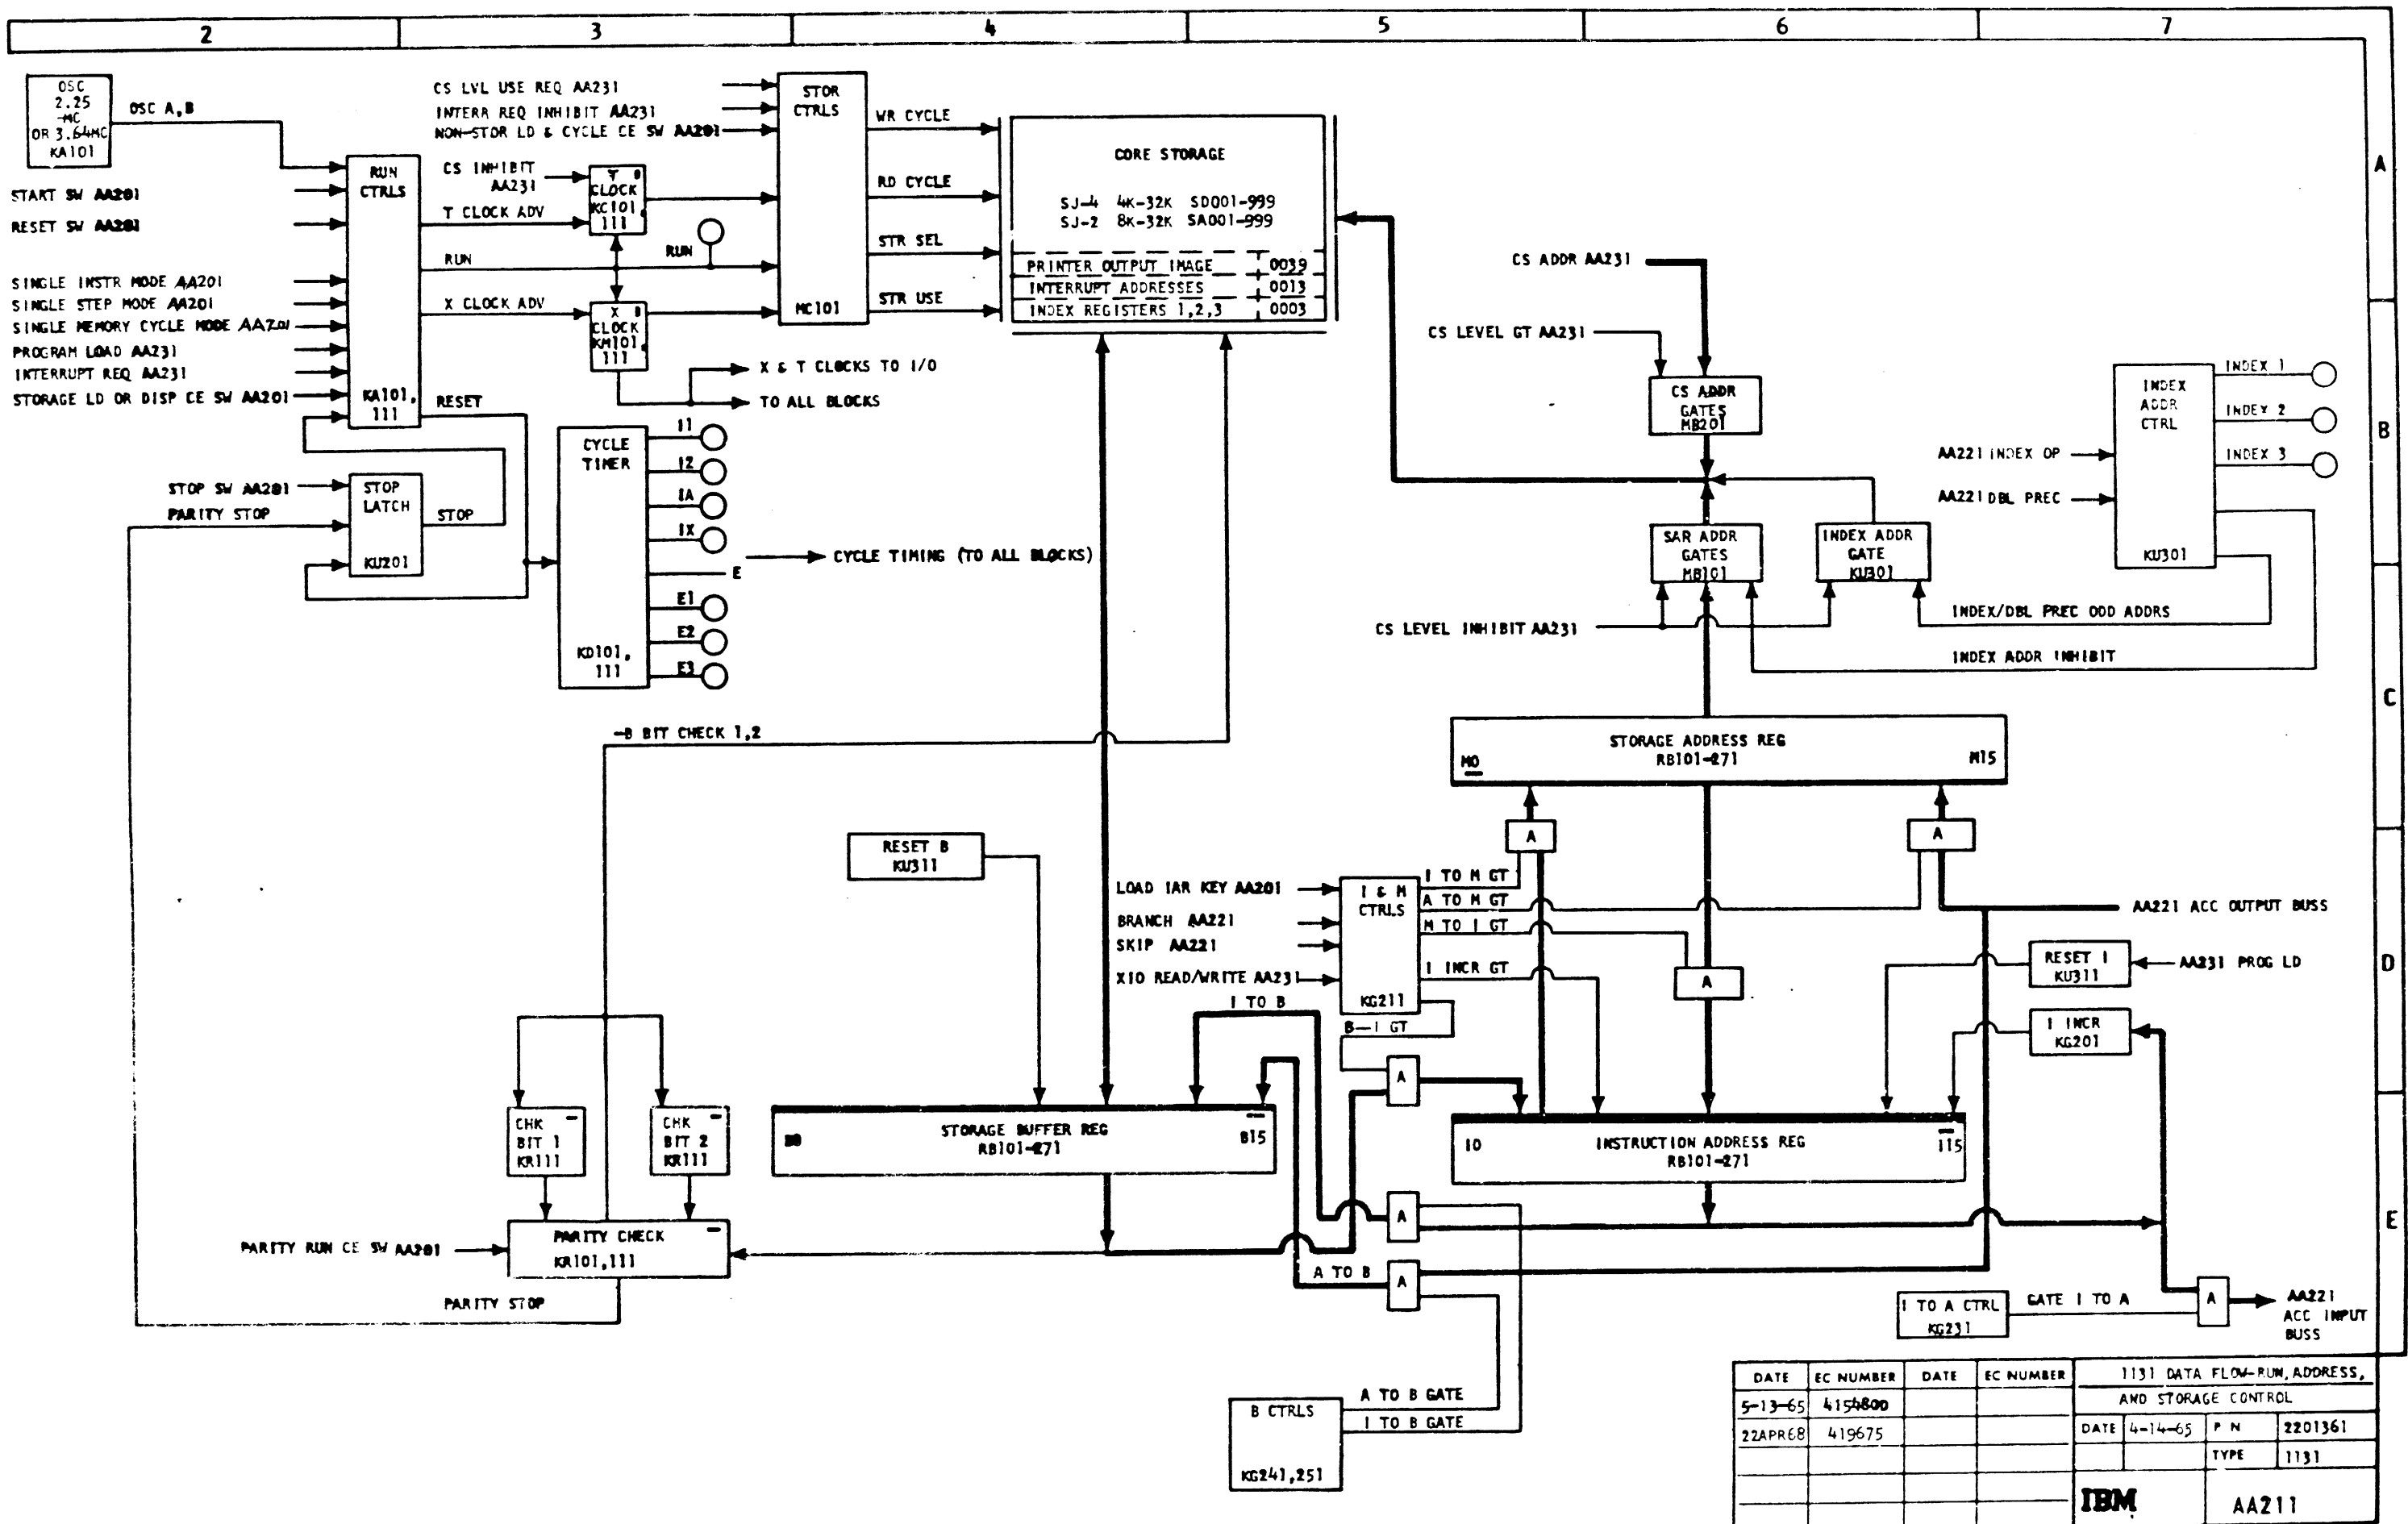 2 3 4 5 6 7
A
B
C
D
E
OSC
2.25
-MC
OR 3.64MC
KA101
OSC A,B
START SW AA201
RESET SW AA201
SINGLE INSTR MODE AA201
SINGLE STEP MODE AA201
SINGLE MEMORY CYCLE MODE AA201
PROGRAM LOAD AA231
INTERRUPT REQ AA231
STORAGE LD OR DISP CE SW AA201
RUN
CTRLS
KA101,
111
T CLOCK ADV
RUN
X CLOCK ADV
RESET
CS LVL USE REQ AA231
INTERR REQ INHIBIT AA231
NON-STOR LD & CYCLE CE SW AA201
CS INHIBIT
AA231
T
CLOCK
KC101
111
RUN
X
CLOCK
KM101
111
X & T CLOCKS TO I/O
TO ALL BLOCKS
STOR
CTRLS
MC101
WR CYCLE
RD CYCLE
STR SEL
STR USE
CORE STORAGE
SJ-4 4K-32K SD001-999
SJ-2 8K-32K SA001-999
PRINTER OUTPUT IMAGE 0039
INTERRUPT ADDRESSES 0013
INDEX REGISTERS 1,2,3 0003
STOP SW AA201
PARITY STOP
STOP
LATCH
KU201
STOP
CYCLE
TIMER
KD101,
111
I1
I2
IA
IX
E
E1
E2
E3
CYCLE TIMING (TO ALL BLOCKS)
CS ADDR AA231
CS LEVEL GT AA231
CS ADDR
GATES
MB201
SAR ADDR
GATES
MB101
INDEX ADDR
GATE
KU301
CS LEVEL INHIBIT AA231
AA221 INDEX OP
AA221 DBL PREC
INDEX
ADDR
CTRL
KU301
INDEX 1
INDEX 2
INDEX 3
INDEX/DBL PREC ODD ADDRS
INDEX ADDR INHIBIT
-B BIT CHECK 1,2
STORAGE ADDRESS REG
RB101-271
M0 M15
A
A
RESET B
KU311
LOAD IAR KEY AA201
BRANCH AA221
SKIP AA221
XIO READ/WRITE AA231
I & M
CTRLS
KG211
I TO M GT
A TO M GT
M TO I GT
I INCR GT
B-I GT
I TO B
A
A
AA221 ACC OUTPUT BUSS
RESET I
KU311
AA231 PROG LD
I INCR
KG201
CHK
BIT 1
KR111
CHK
BIT 2
KR111
STORAGE BUFFER REG
RB101-271
B0 B15
INSTRUCTION ADDRESS REG
RB101-271
I0 I15
PARITY RUN CE SW AA201
PARITY CHECK
KR101,111
PARITY STOP
A
A TO B
A
I TO A CTRL
KG231
GATE I TO A
A
AA221
ACC INPUT
BUSS
B CTRLS
KG241,251
A TO B GATE
I TO B GATE
DATE EC NUMBER DATE EC NUMBER
5-13-65
22APR68 419675
1131 DATA FLOW-RUN, ADDRESS,
AND STORAGE CONTROL
DATE 4-14-65 P N 2201361
TYPE 1131
IBM AA211